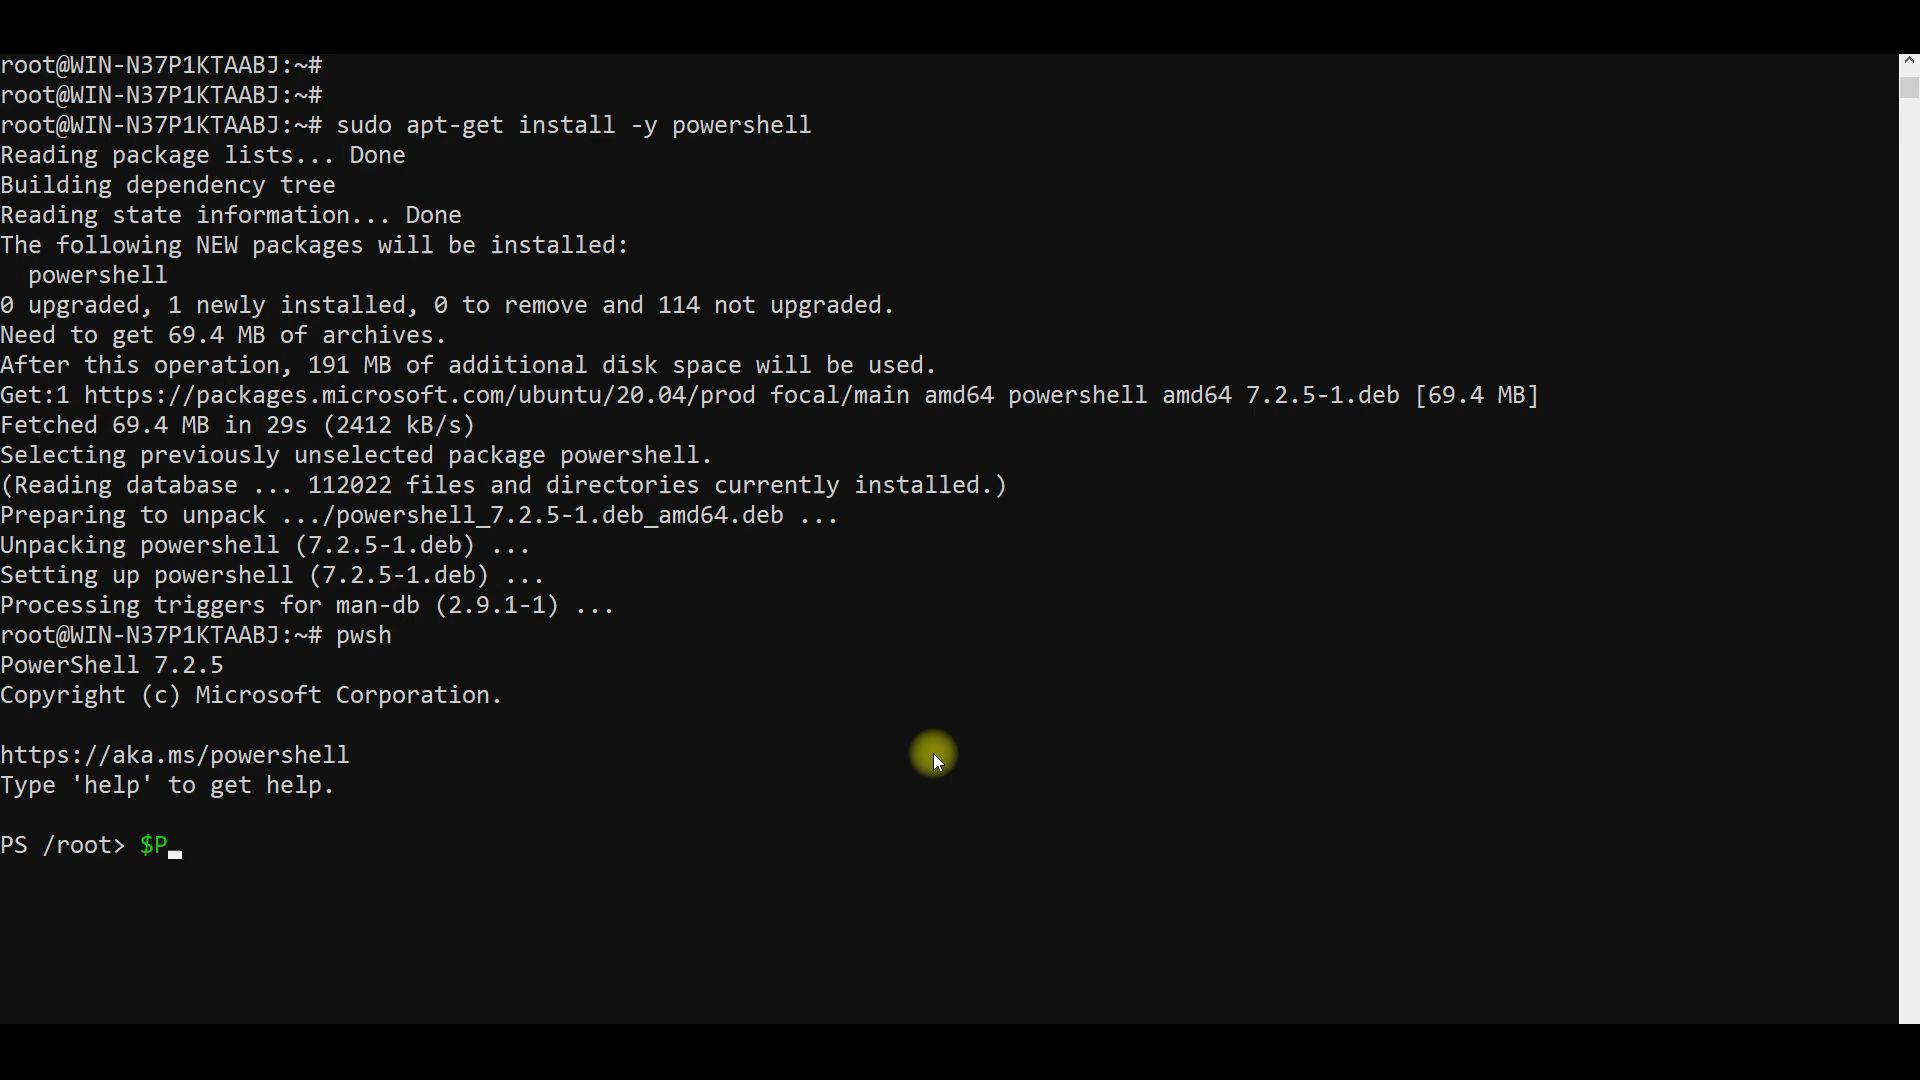 root@WIN-N37P1KTAABJ:~#
root@WIN-N37P1KTAABJ:~#
root@WIN-N37P1KTAABJ:~# sudo apt-get install -y powershell
Reading package lists... Done
Building dependency tree
Reading state information... Done
The following NEW packages will be installed:
  powershell
0 upgraded, 1 newly installed, 0 to remove and 114 not upgraded.
Need to get 69.4 MB of archives.
After this operation, 191 MB of additional disk space will be used.
Get:1 https://packages.microsoft.com/ubuntu/20.04/prod focal/main amd64 powershell amd64 7.2.5-1.deb [69.4 MB]
Fetched 69.4 MB in 29s (2412 kB/s)
Selecting previously unselected package powershell.
(Reading database ... 112022 files and directories currently installed.)
Preparing to unpack .../powershell_7.2.5-1.deb_amd64.deb ...
Unpacking powershell (7.2.5-1.deb) ...
Setting up powershell (7.2.5-1.deb) ...
Processing triggers for man-db (2.9.1-1) ...
root@WIN-N37P1KTAABJ:~# pwsh
PowerShell 7.2.5
Copyright (c) Microsoft Corporation.

https://aka.ms/powershell
Type 'help' to get help.

PS /root> $P